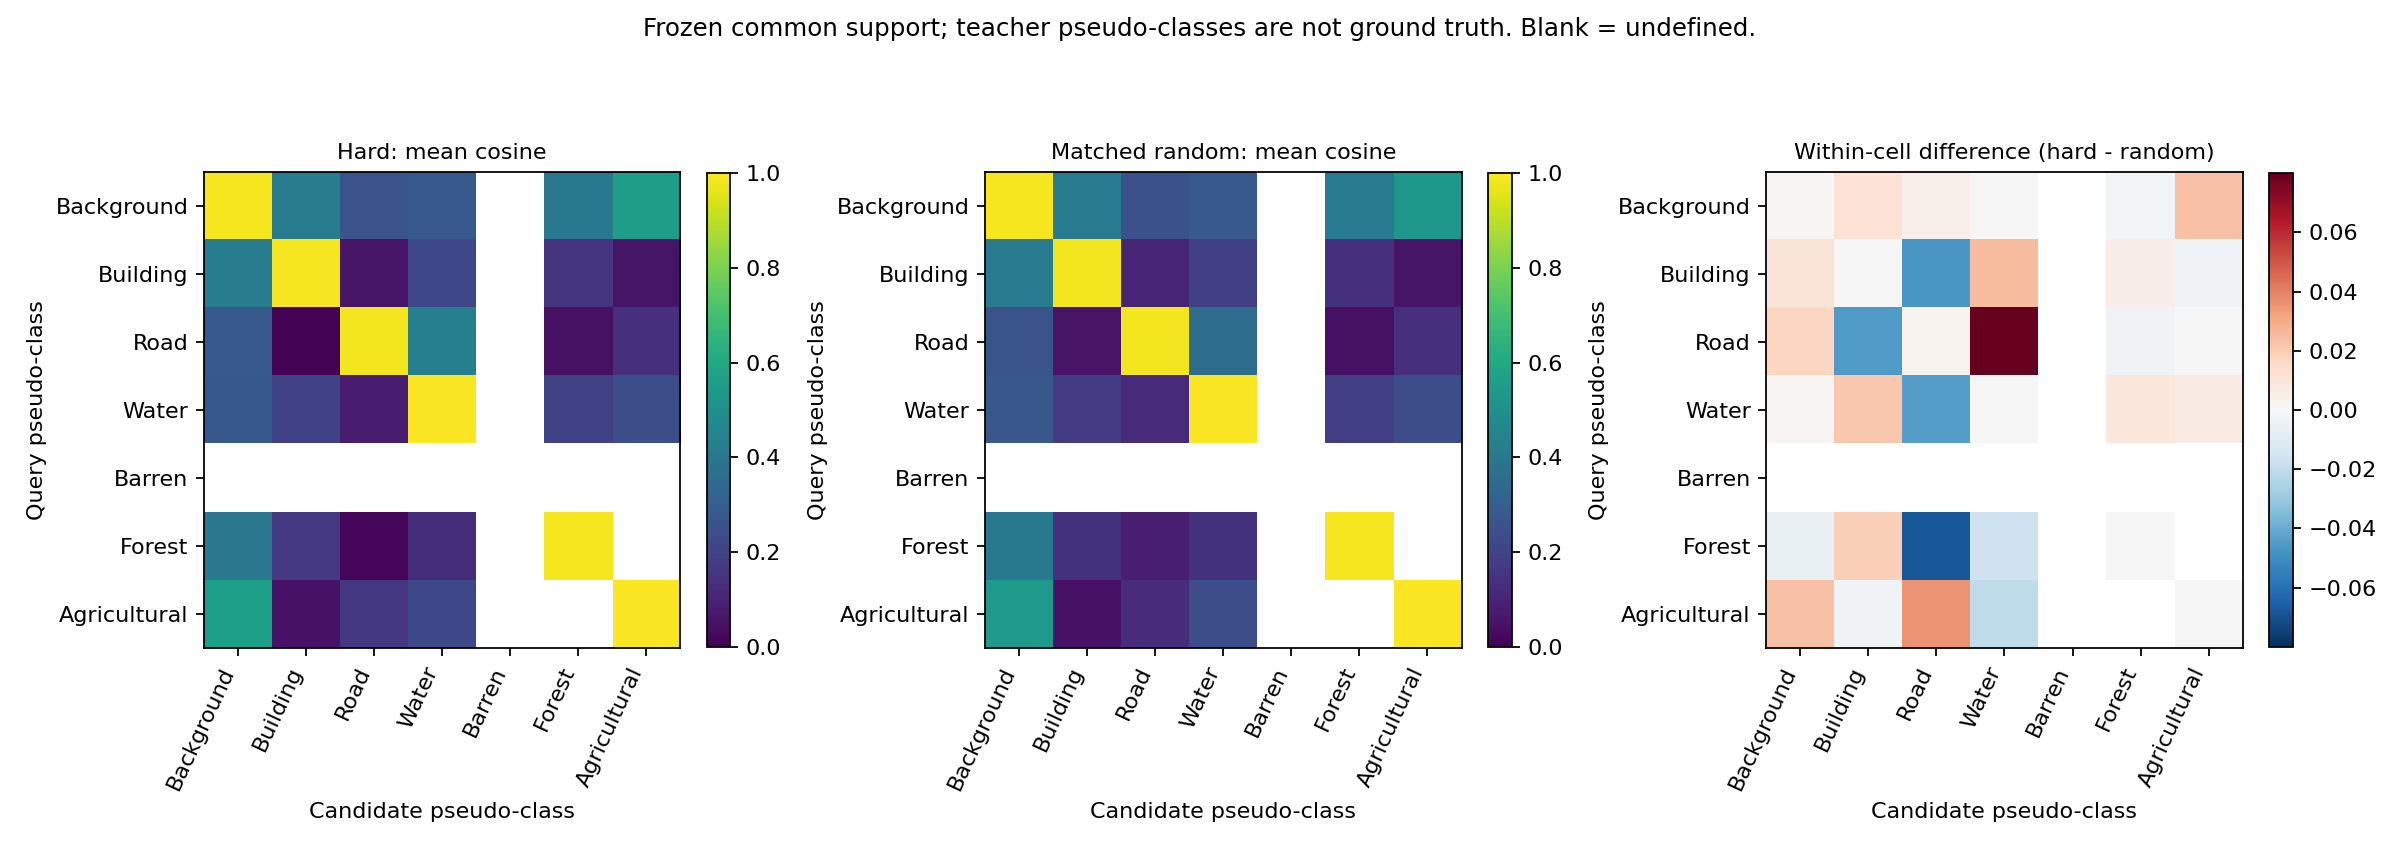 Frozen common support; teacher pseudo-classes are not ground truth. Blank = undefined.
Hard: mean cosine
Query pseudo-class
Background
Building
Road
Water
Barren
Forest
Agricultural
Background
Building
Road
Water
Barren
Forest
Agricultural
Candidate pseudo-class
1.0
0.8
0.6
0.4
0.2
0.0
Matched random: mean cosine
Query pseudo-class
Background
Building
Road
Water
Barren
Forest
Agricultural
Background
Building
Road
Water
Barren
Forest
Agricultural
Candidate pseudo-class
1.0
0.8
0.6
0.4
0.2
0.0
Within-cell difference (hard - random)
Query pseudo-class
Background
Building
Road
Water
Barren
Forest
Agricultural
Background
Building
Road
Water
Barren
Forest
Agricultural
Candidate pseudo-class
0.06
0.04
0.02
0.00
−0.02
−0.04
−0.06